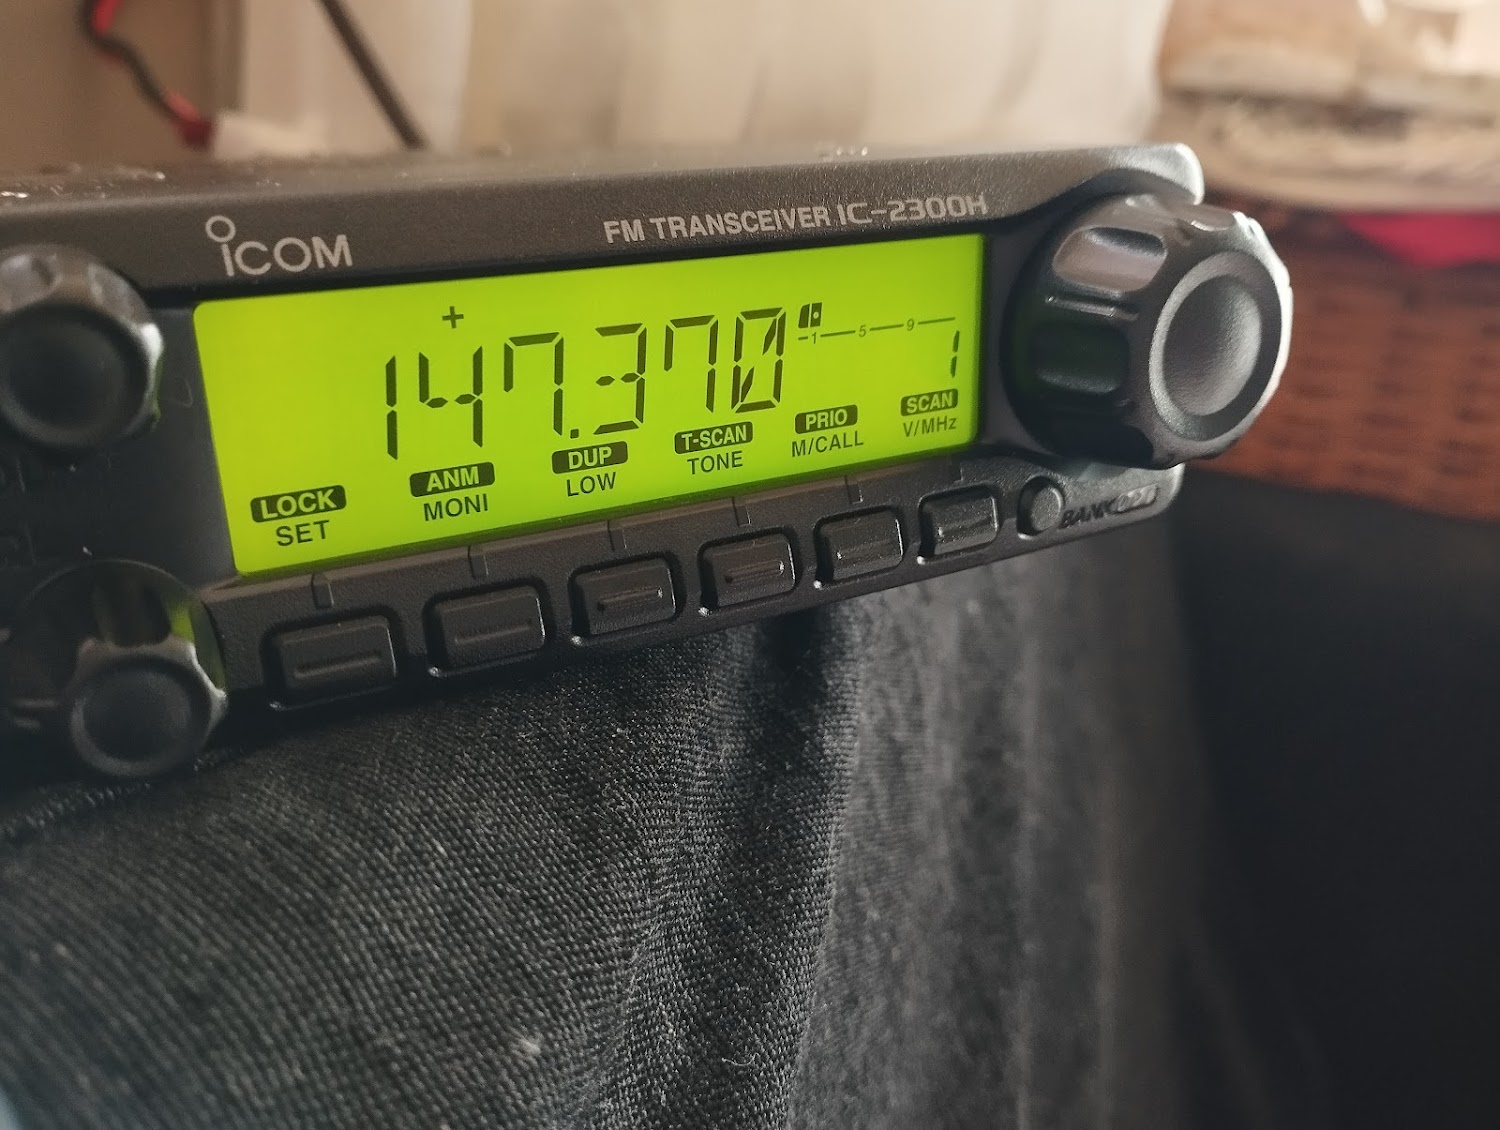 iCOM
FM TRANSCEIVER IC-2300H
+
147.370
1 5 9
1
LOCK ANM DUP T-SCAN PRIO SCAN
SET MONI LOW TONE M/CALL V/MHz
BANK